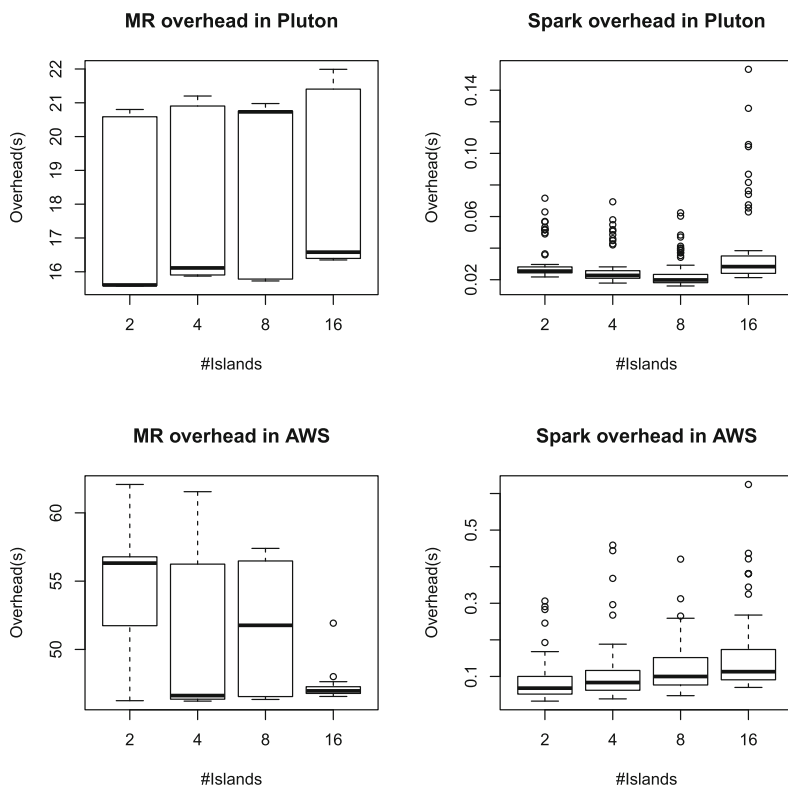 MR overhead in Pluton
Overhead(s)
22
21
20
19
18
17
16
2 4 8 16
#Islands
Spark overhead in Pluton
Overhead(s)
0.14
0.10
0.06
0.02
2 4 8 16
#Islands
MR overhead in AWS
Overhead(s)
60
55
50
2 4 8 16
#Islands
Spark overhead in AWS
Overhead(s)
0.5
0.3
0.1
2 4 8 16
#Islands